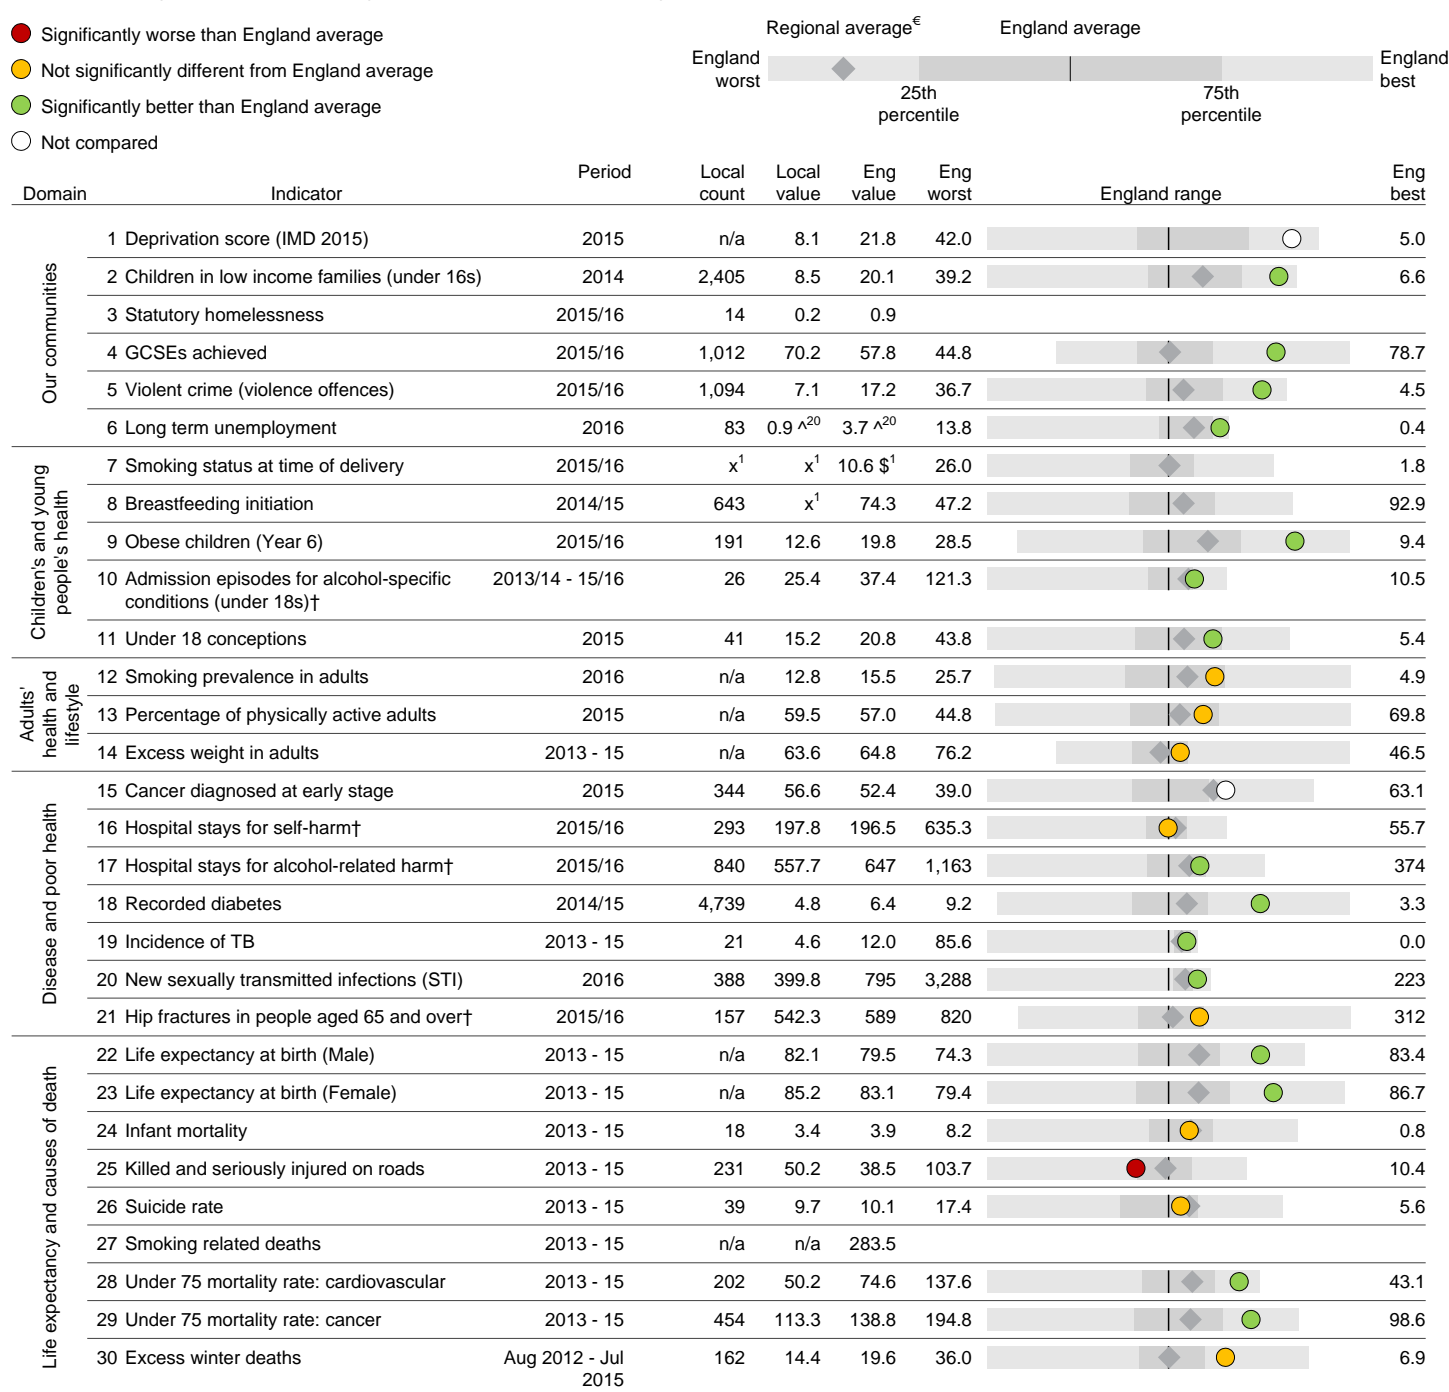 Significantly worse than England average
Not significantly different from England average
Significantly better than England average
Not compared
Regional average€ England average
England worst England best
25th percentile 75th percentile
Domain Indicator Period Local count Local value Eng value Eng worst England range Eng best
Our communities
1 Deprivation score (IMD 2015) 2015 n/a 8.1 21.8 42.0 5.0
2 Children in low income families (under 16s) 2014 2,405 8.5 20.1 39.2 6.6
3 Statutory homelessness 2015/16 14 0.2 0.9
4 GCSEs achieved 2015/16 1,012 70.2 57.8 44.8 78.7
5 Violent crime (violence offences) 2015/16 1,094 7.1 17.2 36.7 4.5
6 Long term unemployment 2016 83 0.9 ^20 3.7 ^20 13.8 0.4
Children's and young people's health
7 Smoking status at time of delivery 2015/16 x1 x1 10.6 $1 26.0 1.8
8 Breastfeeding initiation 2014/15 643 x1 74.3 47.2 92.9
9 Obese children (Year 6) 2015/16 191 12.6 19.8 28.5 9.4
10 Admission episodes for alcohol-specific 2013/14 - 15/16 26 25.4 37.4 121.3 10.5
conditions (under 18s)†
11 Under 18 conceptions 2015 41 15.2 20.8 43.8 5.4
Adults' health and lifestyle
12 Smoking prevalence in adults 2016 n/a 12.8 15.5 25.7 4.9
13 Percentage of physically active adults 2015 n/a 59.5 57.0 44.8 69.8
14 Excess weight in adults 2013 - 15 n/a 63.6 64.8 76.2 46.5
Disease and poor health
15 Cancer diagnosed at early stage 2015 344 56.6 52.4 39.0 63.1
16 Hospital stays for self-harm† 2015/16 293 197.8 196.5 635.3 55.7
17 Hospital stays for alcohol-related harm† 2015/16 840 557.7 647 1,163 374
18 Recorded diabetes 2014/15 4,739 4.8 6.4 9.2 3.3
19 Incidence of TB 2013 - 15 21 4.6 12.0 85.6 0.0
20 New sexually transmitted infections (STI) 2016 388 399.8 795 3,288 223
21 Hip fractures in people aged 65 and over† 2015/16 157 542.3 589 820 312
Life expectancy and causes of death
22 Life expectancy at birth (Male) 2013 - 15 n/a 82.1 79.5 74.3 83.4
23 Life expectancy at birth (Female) 2013 - 15 n/a 85.2 83.1 79.4 86.7
24 Infant mortality 2013 - 15 18 3.4 3.9 8.2 0.8
25 Killed and seriously injured on roads 2013 - 15 231 50.2 38.5 103.7 10.4
26 Suicide rate 2013 - 15 39 9.7 10.1 17.4 5.6
27 Smoking related deaths 2013 - 15 n/a n/a 283.5
28 Under 75 mortality rate: cardiovascular 2013 - 15 202 50.2 74.6 137.6 43.1
29 Under 75 mortality rate: cancer 2013 - 15 454 113.3 138.8 194.8 98.6
30 Excess winter deaths Aug 2012 - Jul 2015 162 14.4 19.6 36.0 6.9